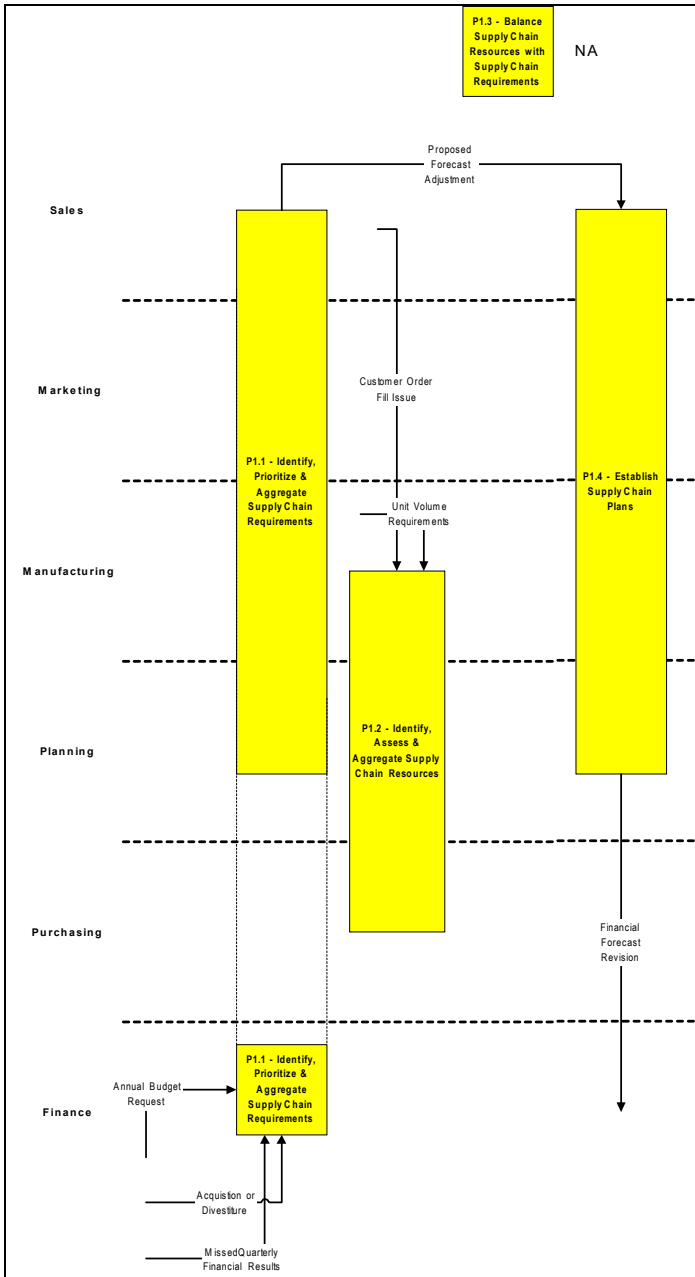 P1.3 - Balance
Supply Chain
Resources with
Supply Chain
Requirements
NA
Proposed
Forecast
Adjustment
Sales
Customer Order
Fill Issue
Marketing
P1.1 - Identify,
Prioritize &
Aggregate
Supply Chain
Requirements
P1.4 - Establish
Supply Chain
Plans
Unit Volume
Requirements
Manufacturing
P1.2 - Identify,
Assess &
Aggregate Supply
Chain Resources
Planning
Purchasing
Financial
Forecast
Revision
P1.1 - Identify,
Prioritize &
Aggregate
Supply Chain
Requirements
Annual Budget
Request
Finance
Acquistion or
Divestiture
MissedQuarterly
Financial Results